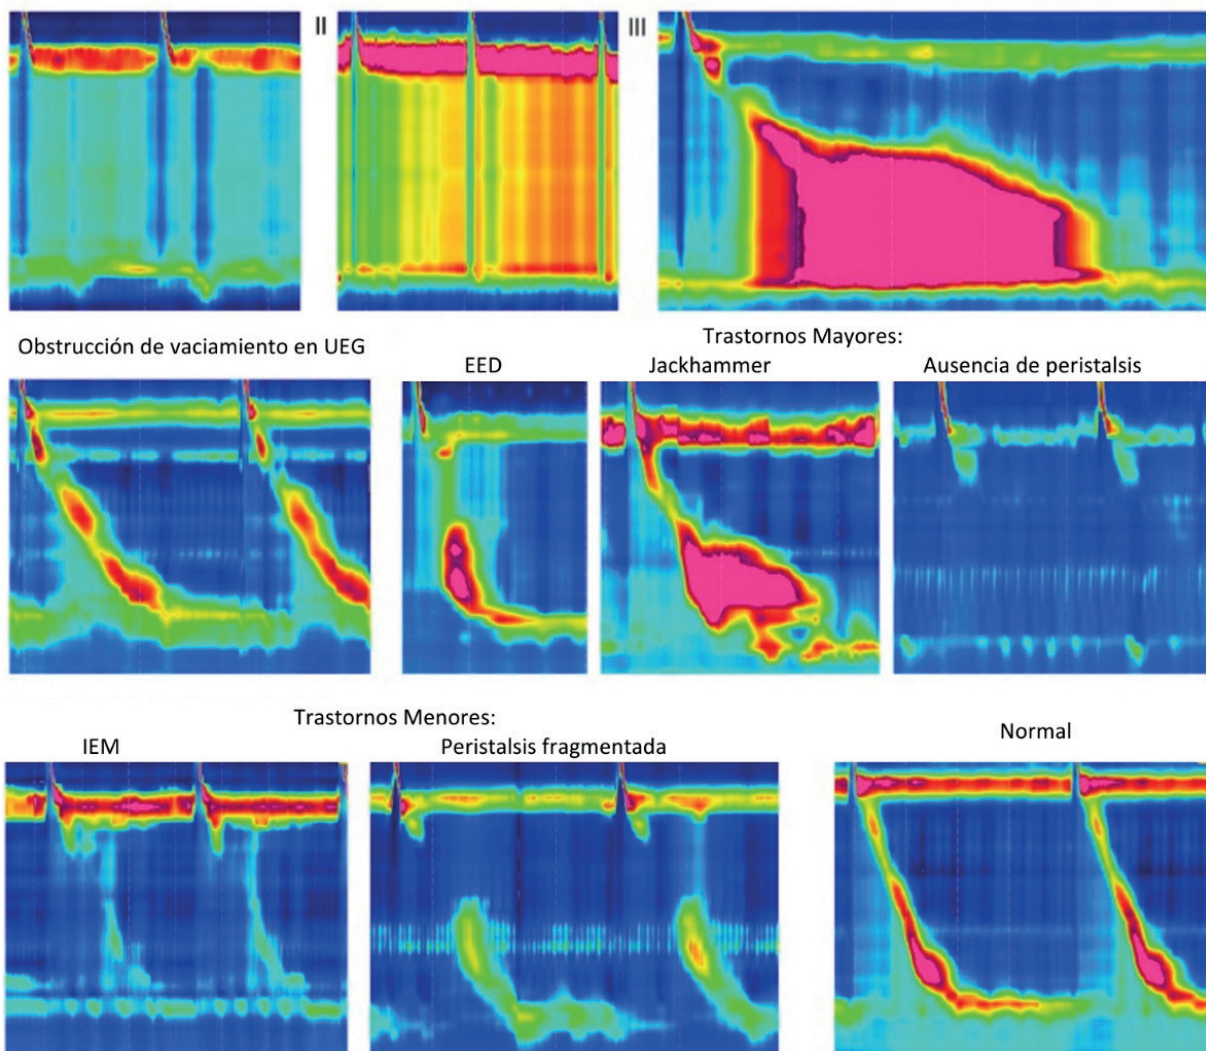 II
III
Obstrucción de vaciamiento en UEG
Trastornos Mayores:
EED
Jackhammer
Ausencia de peristalsis
Trastornos Menores:
IEM
Peristalsis fragmentada
Normal